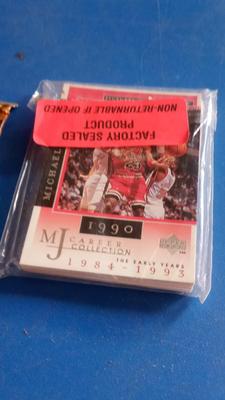 FACTORY SEALED
PRODUCT
NON-RETURNABLE IF OPENED
MICHAEL
1990
MJ CAREER
COLLECTION
THE EARLY YEARS
1984-1993